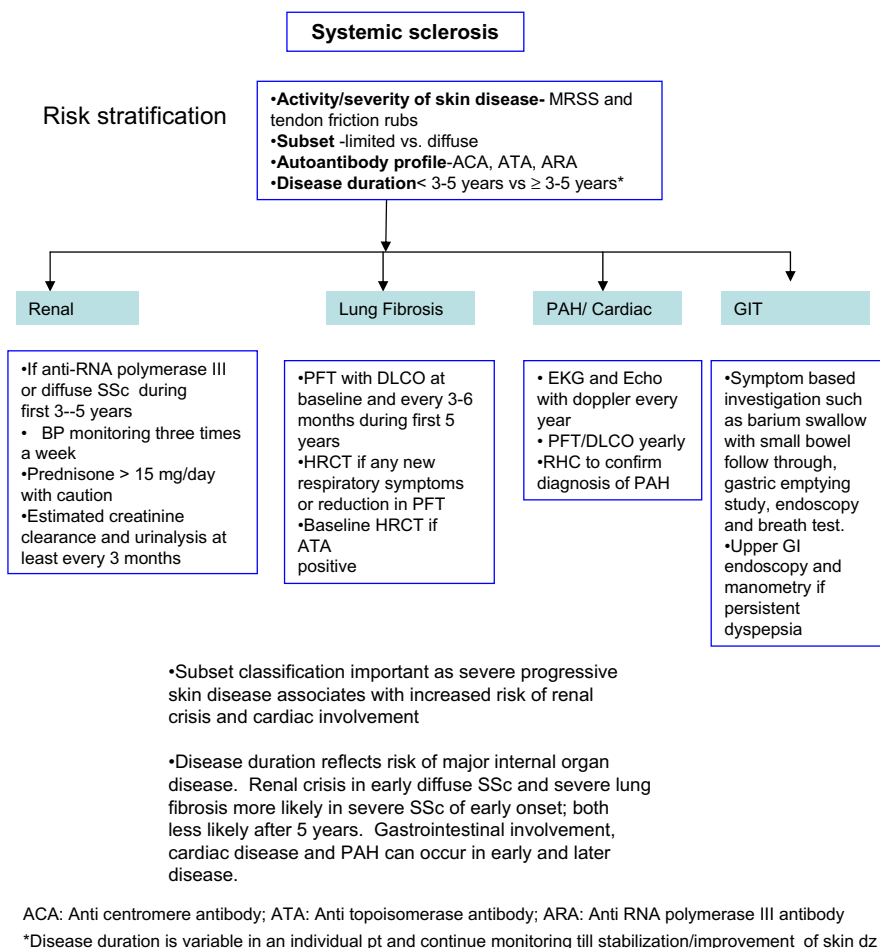 Systemic sclerosis
Risk stratification
•Activity/severity of skin disease- MRSS and
tendon friction rubs
•Subset -limited vs. diffuse
•Autoantibody profile-ACA, ATA, ARA
•Disease duration< 3-5 years vs ≥ 3-5 years*
Renal
Lung Fibrosis
PAH/ Cardiac
GIT
•If anti-RNA polymerase III
or diffuse SSc during
first 3--5 years
• BP monitoring three times
a week
•Prednisone > 15 mg/day
with caution
•Estimated creatinine
clearance and urinalysis at
least every 3 months
•PFT with DLCO at
baseline and every 3-6
months during first 5
years
•HRCT if any new
respiratory symptoms
or reduction in PFT
•Baseline HRCT if
ATA
positive
• EKG and Echo
with doppler every
year
• PFT/DLCO yearly
•RHC to confirm
diagnosis of PAH
•Symptom based
investigation such
as barium swallow
with small bowel
follow through,
gastric emptying
study, endoscopy
and breath test.
•Upper GI
endoscopy and
manometry if
persistent
dyspepsia
•Subset classification important as severe progressive
skin disease associates with increased risk of renal
crisis and cardiac involvement
•Disease duration reflects risk of major internal organ
disease. Renal crisis in early diffuse SSc and severe lung
fibrosis more likely in severe SSc of early onset; both
less likely after 5 years. Gastrointestinal involvement,
cardiac disease and PAH can occur in early and later
disease.
ACA: Anti centromere antibody; ATA: Anti topoisomerase antibody; ARA: Anti RNA polymerase III antibody
*Disease duration is variable in an individual pt and continue monitoring till stabilization/improvement of skin dz